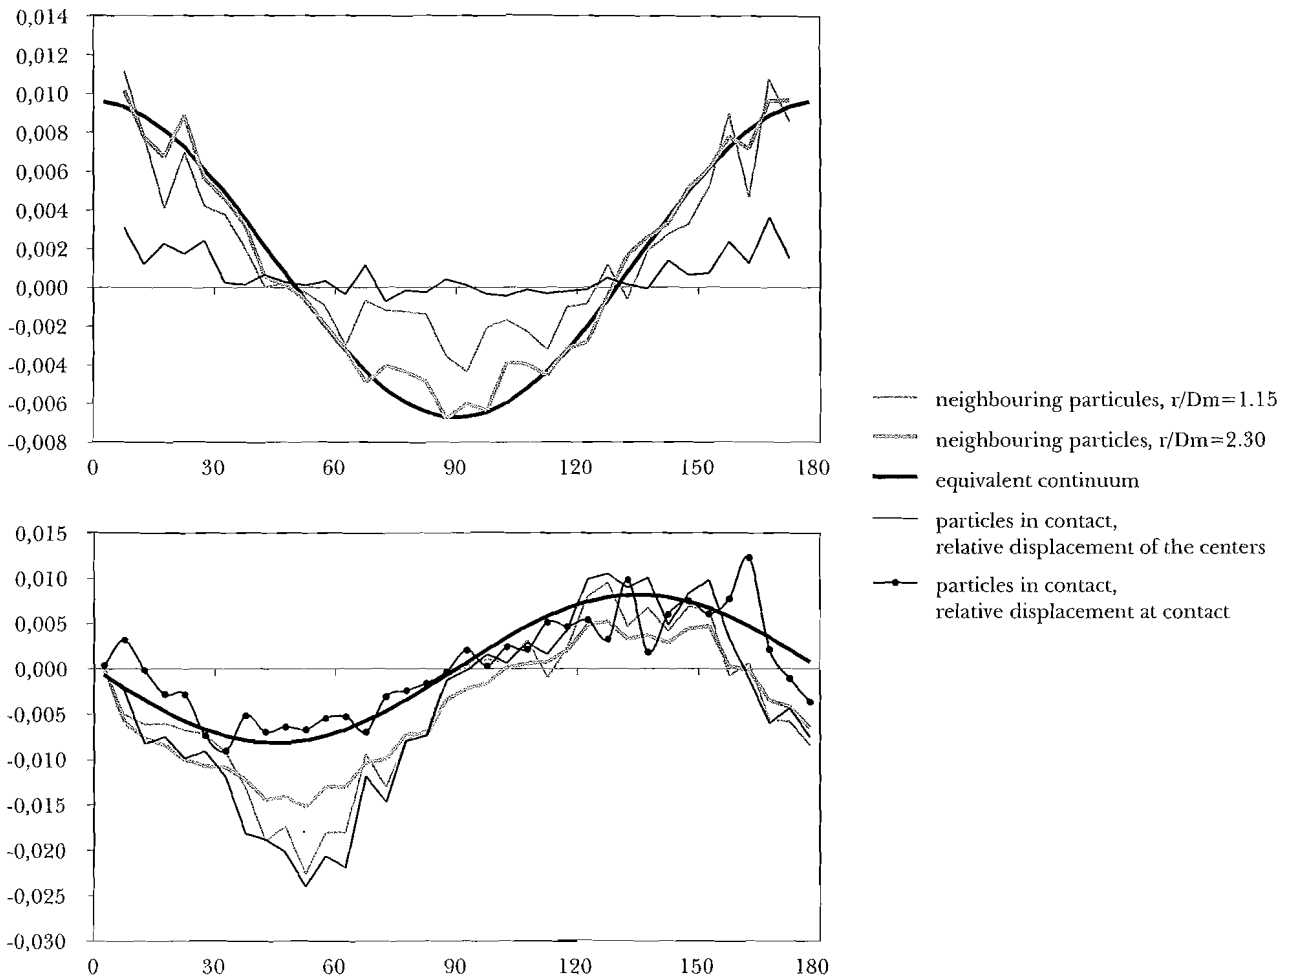 0,014
0,012
0,010
0,008
0,006
0,004
0,002
0,000
-0,002
-0,004
-0,006
-0,008
0 30 60 90 120 150 180
neighbouring particules, r/Dm=1.15
neighbouring particles, r/Dm=2.30
equivalent continuum
particles in contact,
relative displacement of the centers
particles in contact,
relative displacement at contact
0,015
0,010
0,005
0,000
-0,005
-0,010
-0,015
-0,020
-0,025
-0,030
0 30 60 90 120 150 180